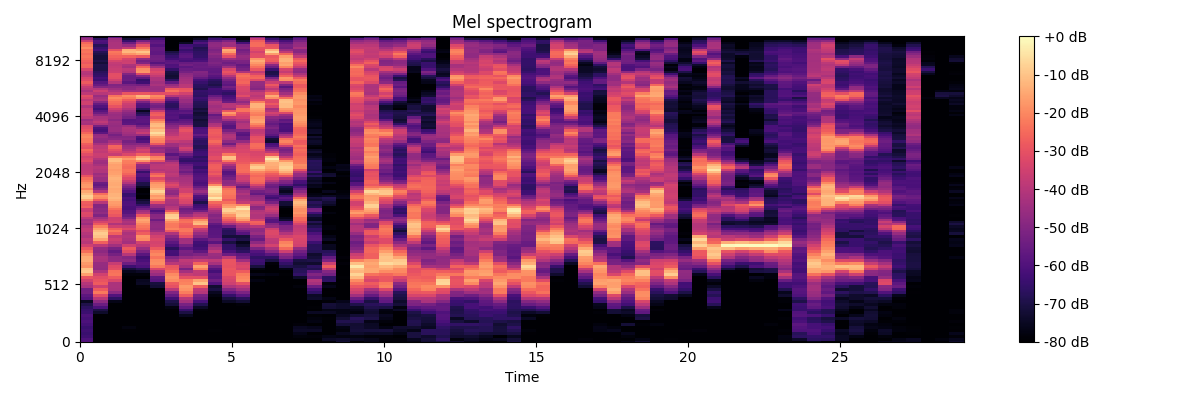 Mel spectrogram
+0 dB
8192
-10 dB
4096
-20 dB
-30 dB
2048
-40 dB
Hz
1024
-50 dB
-60 dB
512
-70 dB
0
-80 dB
0 5 10 15 20 25
Time